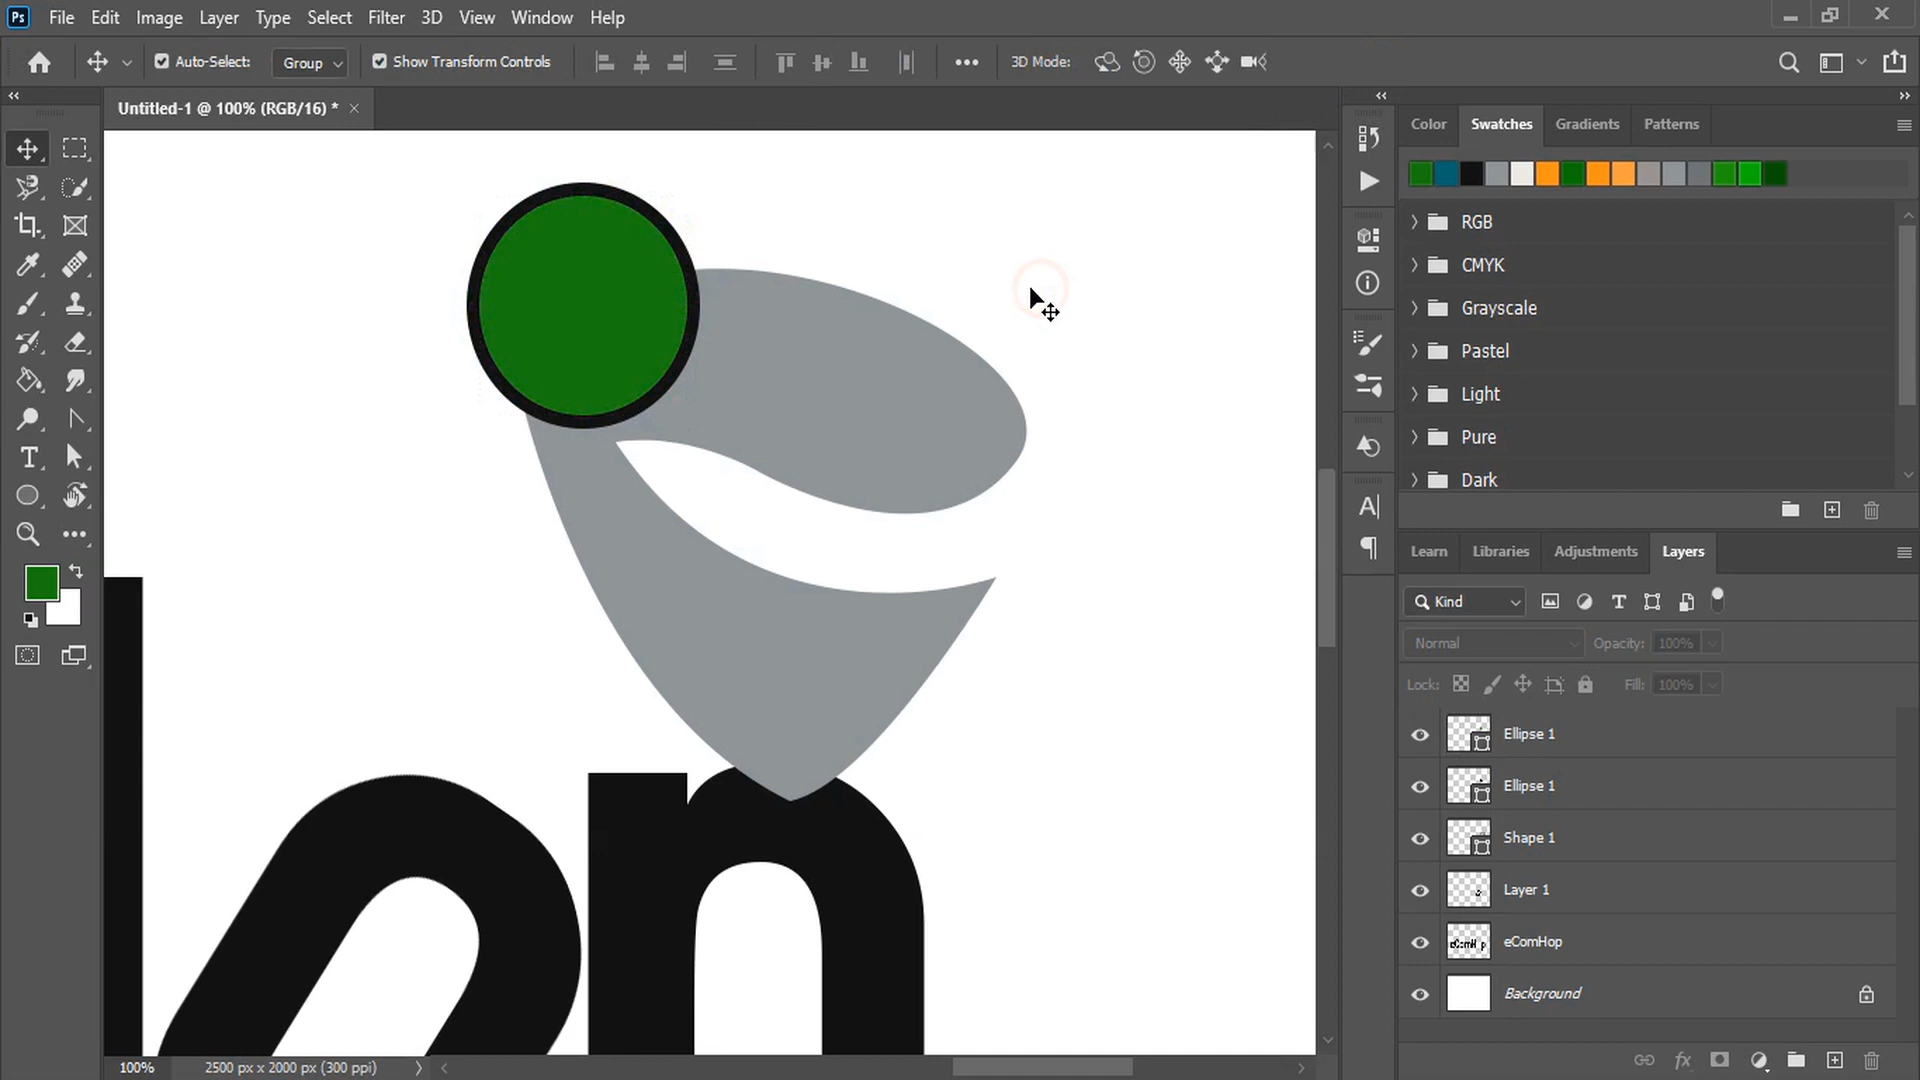 Ps File Edit Image Layer Type Select Filter 3D View Window Help
Auto-Select: Group Show Transform Controls 3D Mode:
Untitled-1 @ 100% (RGB/16) *
Color Swatches Gradients Patterns
RGB
CMYK
Grayscale
Pastel
Light
Pure
Dark
Learn Libraries Adjustments Layers
Kind
Normal Opacity: 100%
Lock: Fill: 100%
Ellipse 1
Ellipse 1
Shape 1
Layer 1
eComHop
Background
100% 2500 px x 2000 px (300 ppi)